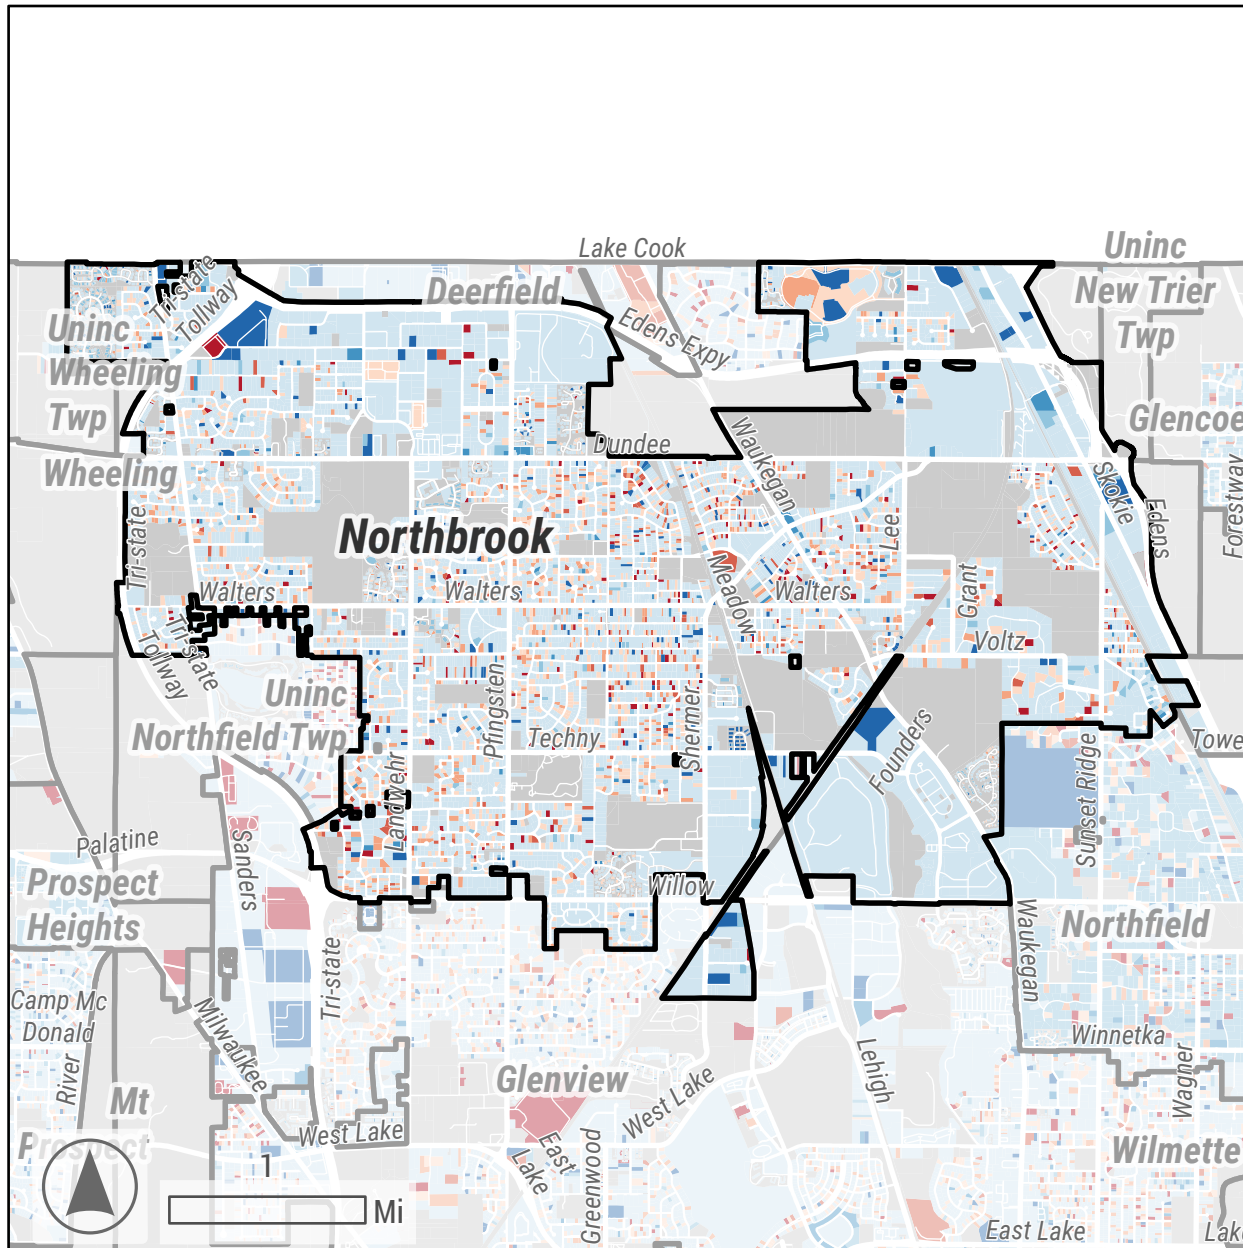 Lake Cook
Uninc
New Trier
Twp
Tri-state
Tollway
Deerfield
Edens Expy
Uninc
Wheeling
Twp
Glencoe
Waukegan
Dundee
Wheeling
Skokie
Edens
Forestway
Northbrook
Tri-state
Lee
Meadow
Grant
Walters
Walters
Walters
Tri-state
Tollway
Voltz
Uninc
Northfield Twp
Pfingsten
Shermer
Techny
Founders
Sunset Ridge
Towe
Landwehr
Palatine
Sanders
Prospect
Heights
Willow
Waukegan
Northfield
Tri-state
Camp Mc
Donald
Milwaukee
River
Winnetka
Lehigh
Wagner
Glenview
West Lake
Mt
Prospect
West Lake
East
Lake
Greenwood
Wilmette
East Lake
Lake
1
Mi